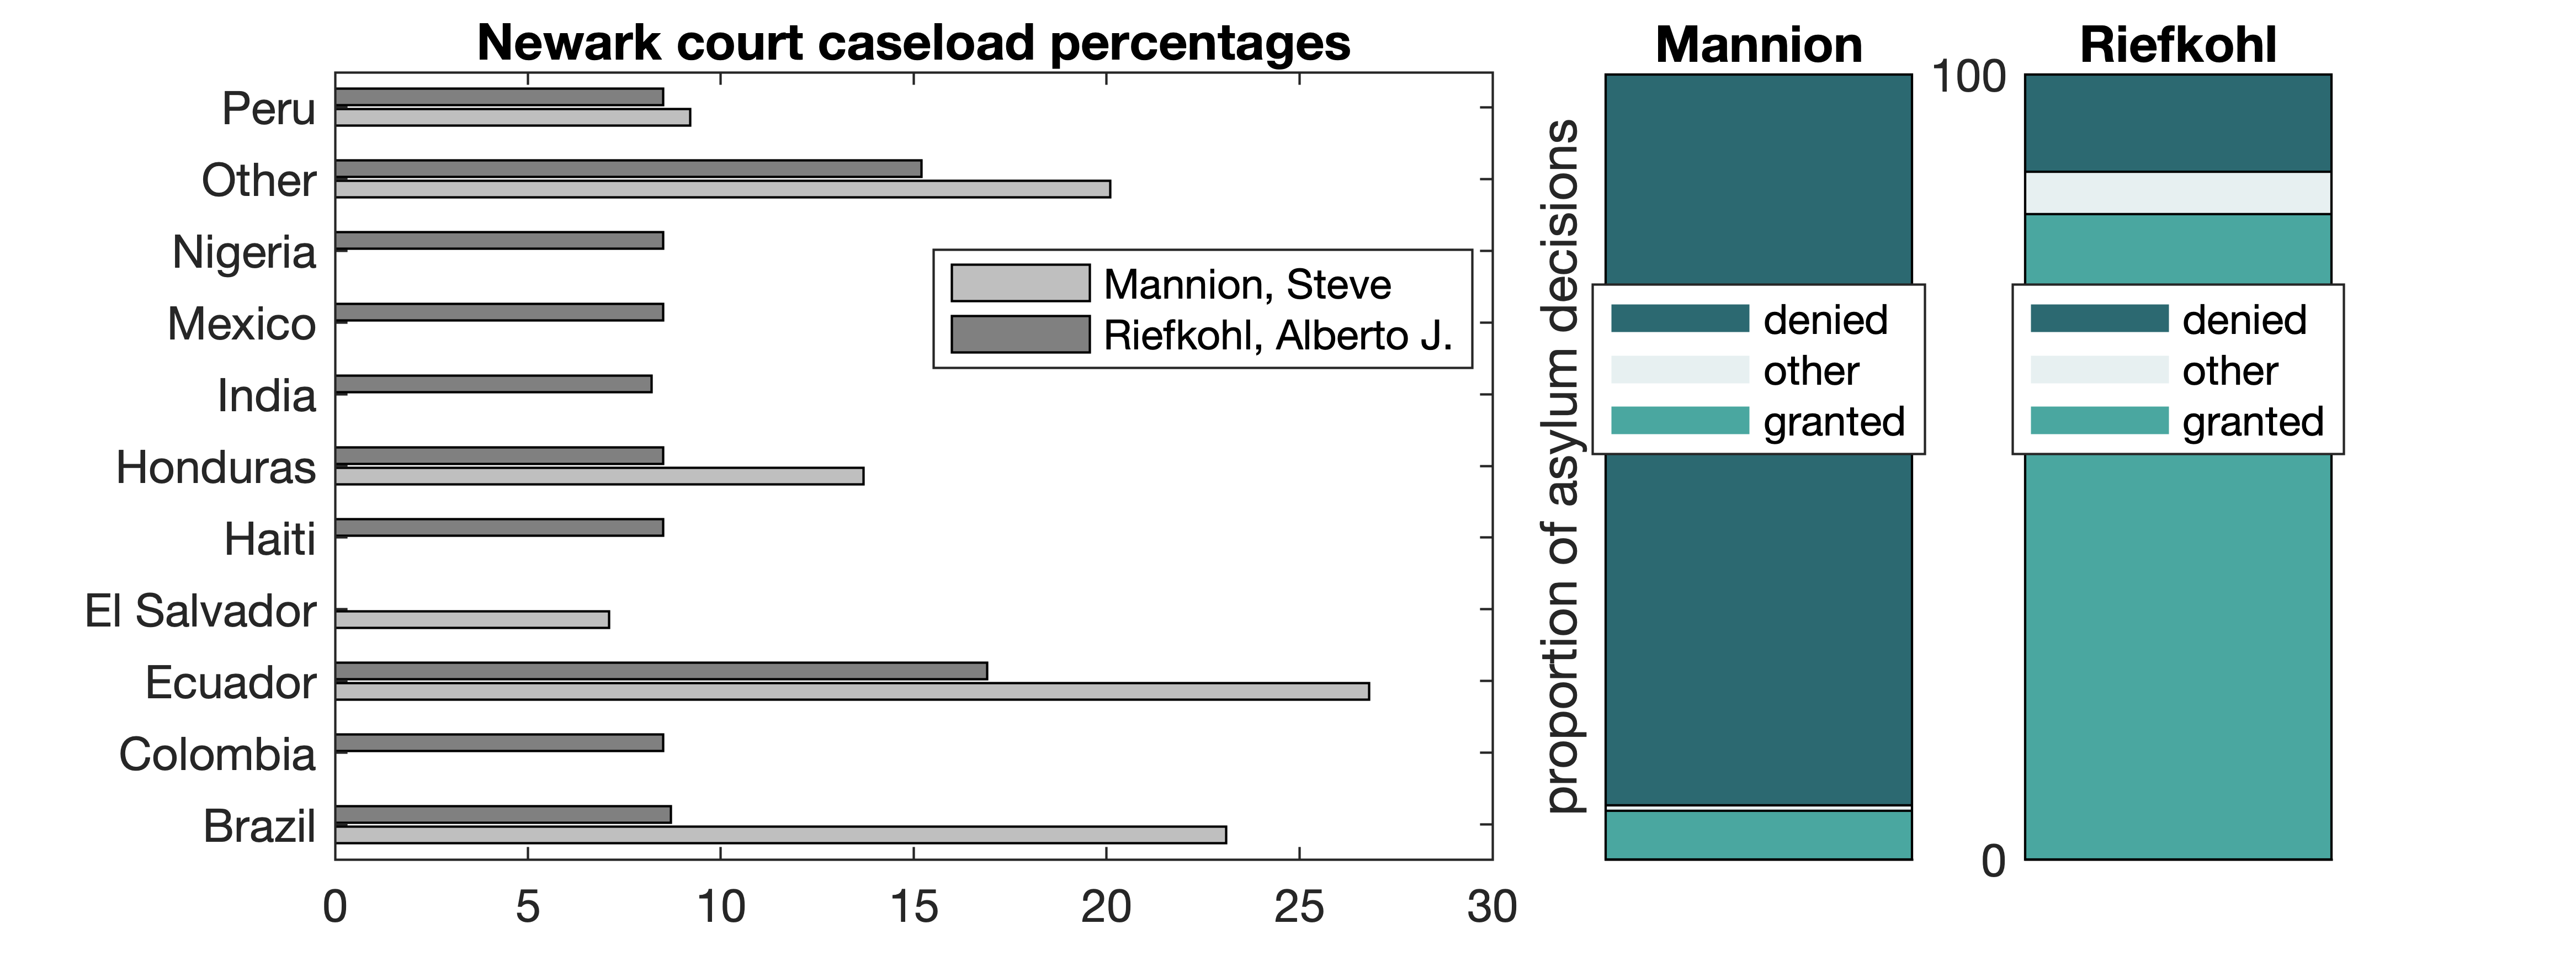 Newark court caseload percentages
Peru
Other
Nigeria
Mexico
India
Honduras
Haiti
El Salvador
Ecuador
Colombia
Brazil
0 5 10 15 20 25 30
Mannion, Steve
Riefkohl, Alberto J.
proportion of asylum decisions
Mannion
denied
other
granted
100
0
Riefkohl
denied
other
granted